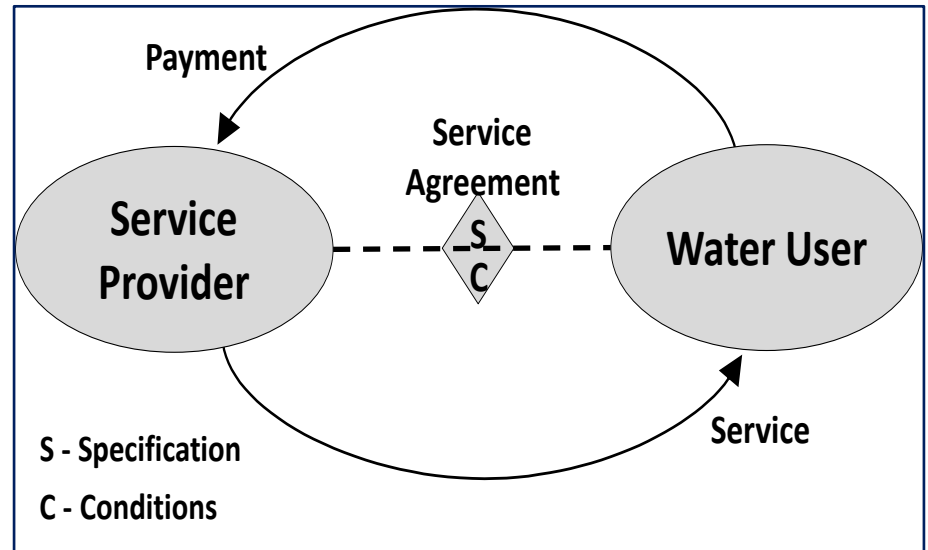 Payment
Service
Agreement
Service
Provider
S
C
Water User
Service
S - Specification
C - Conditions